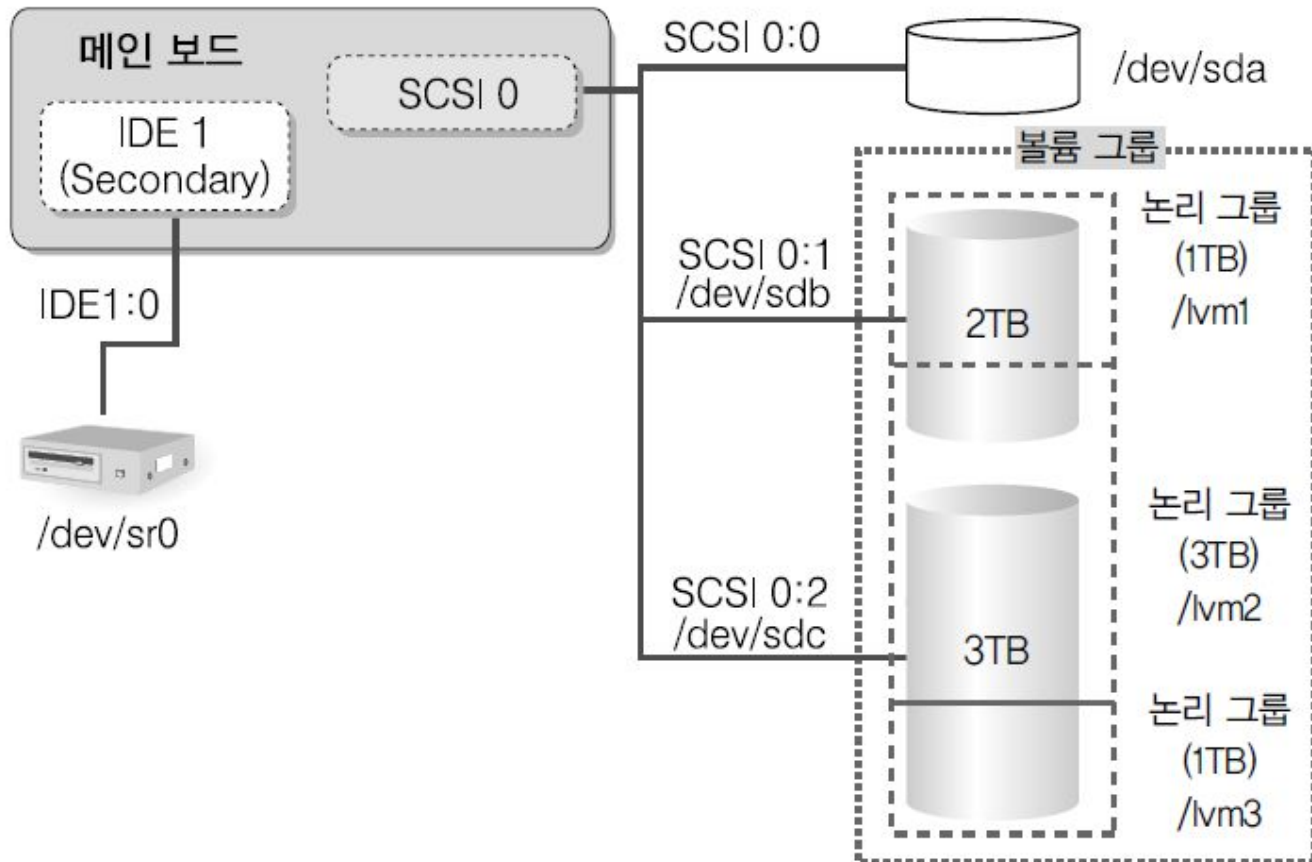 메인 보드
SCSI 0
IDE 1
(Secondary)
IDE1:0
/dev/sr0
SCSI 0:0
/dev/sda
볼륨 그룹
SCSI 0:1
/dev/sdb
2TB
논리 그룹
(1TB)
/lvm1
SCSI 0:2
/dev/sdc
3TB
논리 그룹
(3TB)
/lvm2
논리 그룹
(1TB)
/lvm3